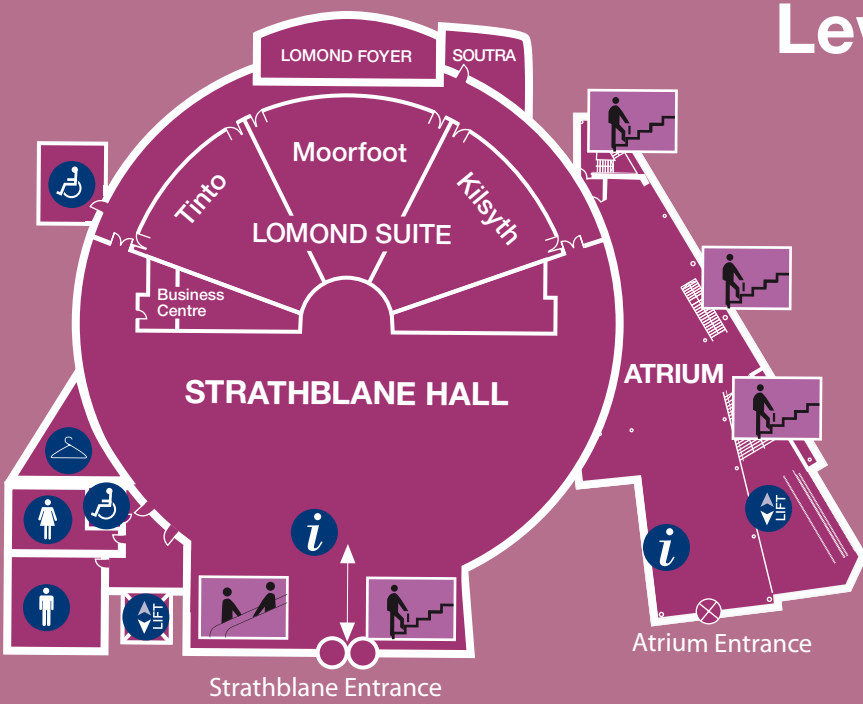 LOMOND FOYER
SOUTRA
Moorfoot
Tinto
Kilsyth
LOMOND SUITE
Business
Centre
STRATHBLANE HALL
ATRIUM
i
i
LIFT
LIFT
Atrium Entrance
Strathblane Entrance